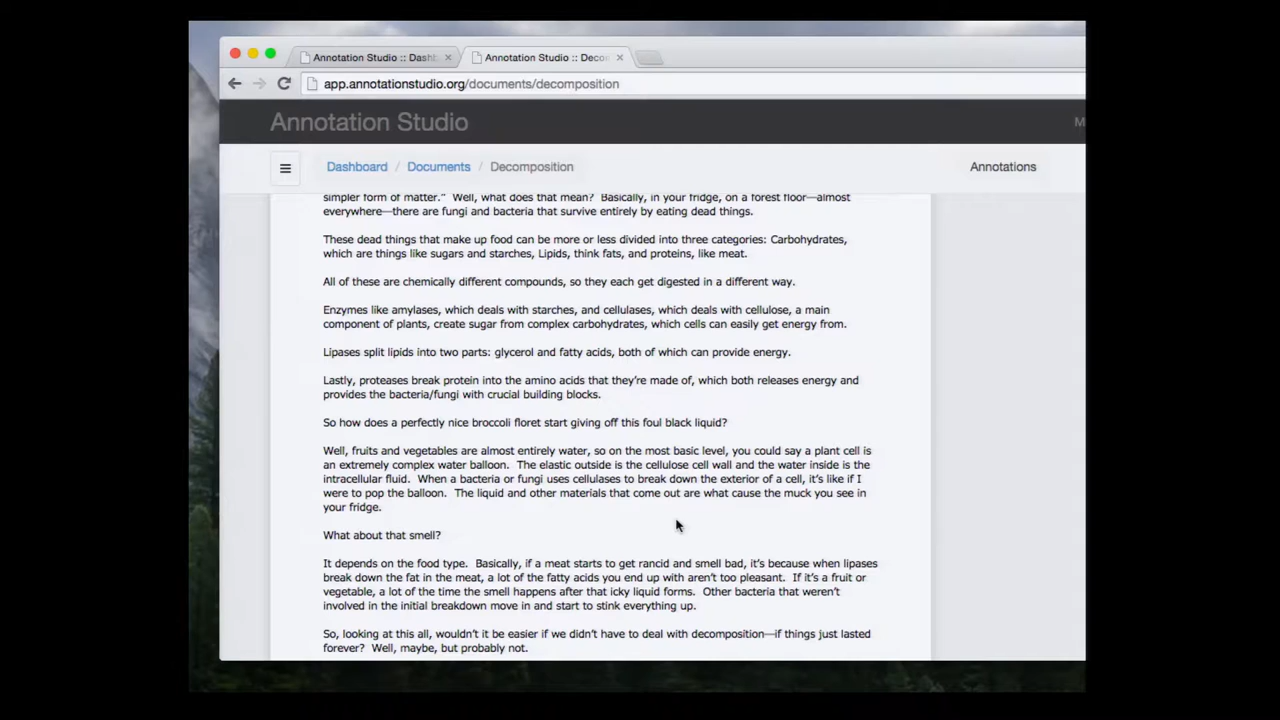 Annotation Studio :: Dashb
Annotation Studio :: Deco
app.annotationstudio.org/documents/decomposition
Annotation Studio
M
Dashboard / Documents / Decomposition
Annotations
simpler form of matter."  Well, what does that mean?  Basically, in your fridge, on a forest floor—almost
everywhere—there are fungi and bacteria that survive entirely by eating dead things.
These dead things that make up food can be more or less divided into three categories: Carbohydrates,
which are things like sugars and starches, Lipids, think fats, and proteins, like meat.
All of these are chemically different compounds, so they each get digested in a different way.
Enzymes like amylases, which deals with starches, and cellulases, which deals with cellulose, a main
component of plants, create sugar from complex carbohydrates, which cells can easily get energy from.
Lipases split lipids into two parts: glycerol and fatty acids, both of which can provide energy.
Lastly, proteases break protein into the amino acids that they're made of, which both releases energy and
provides the bacteria/fungi with crucial building blocks.
So how does a perfectly nice broccoli floret start giving off this foul black liquid?
Well, fruits and vegetables are almost entirely water, so on the most basic level, you could say a plant cell is
an extremely complex water balloon.  The elastic outside is the cellulose cell wall and the water inside is the
intracellular fluid.  When a bacteria or fungi uses cellulases to break down the exterior of a cell, it's like if I
were to pop the balloon.  The liquid and other materials that come out are what cause the muck you see in
your fridge.
What about that smell?
It depends on the food type.  Basically, if a meat starts to get rancid and smell bad, it's because when lipases
break down the fat in the meat, a lot of the fatty acids you end up with aren't too pleasant.  If it's a fruit or
vegetable, a lot of the time the smell happens after that icky liquid forms.  Other bacteria that weren't
involved in the initial breakdown move in and start to stink everything up.
So, looking at this all, wouldn't it be easier if we didn't have to deal with decomposition—if things just lasted
forever?  Well, maybe, but probably not.